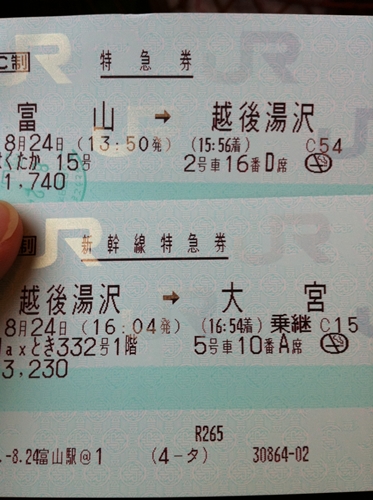 C制 特急券
富山 → 越後湯沢
8月24日 (13:50発) (15:56着) C54
はくたか 15号 2号車16番D席
1,740
制 新幹線特急券
越後湯沢 → 大宮
8月24日 (16:04発) (16:54着) 乗継 C15
Maxとき332号1階 5号車10番A席
3,230
R265
.-8.24富山駅@1 (4-タ) 30864-02